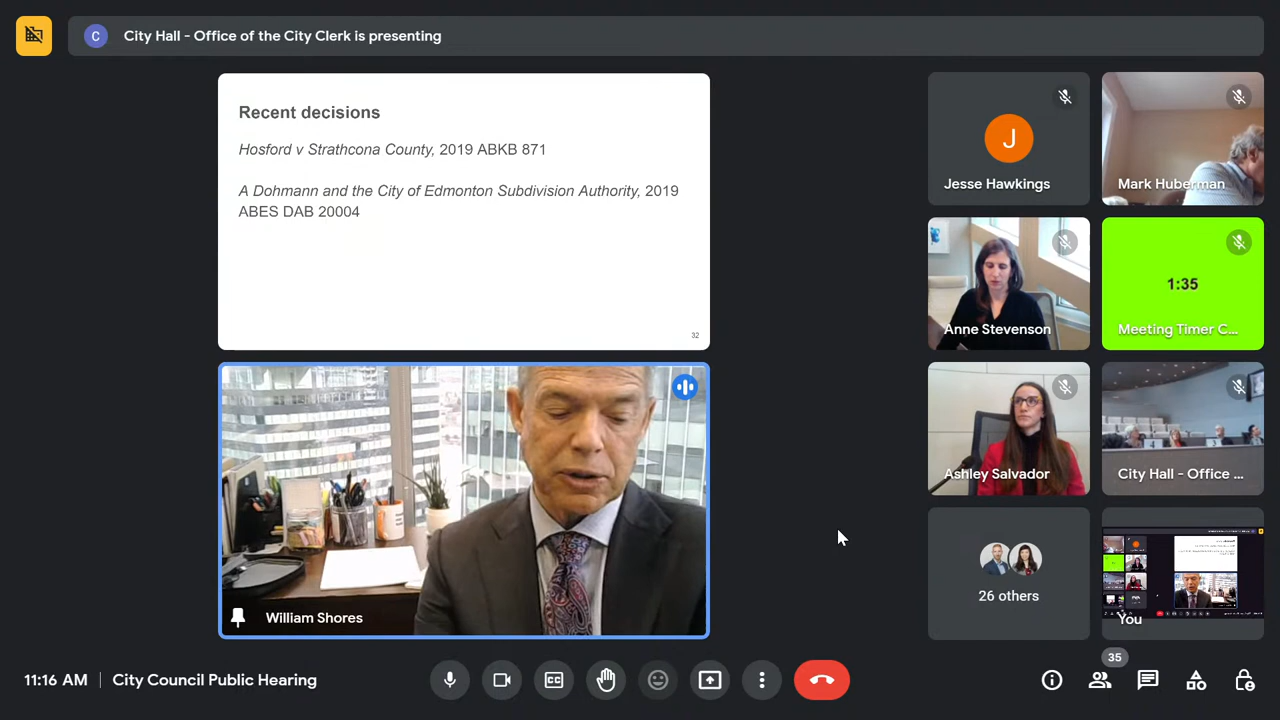 C
City Hall - Office of the City Clerk is presenting
Recent decisions
Hosford v Strathcona County, 2019 ABKB 871
A Dohmann and the City of Edmonton Subdivision Authority, 2019
ABES DAB 20004
32
William Shores
J
Jesse Hawkings
Mark Huberman
Anne Stevenson
1:35
Meeting Timer C...
Ashley Salvador
City Hall - Office ...
26 others
You
11:16 AM | City Council Public Hearing
CC
35